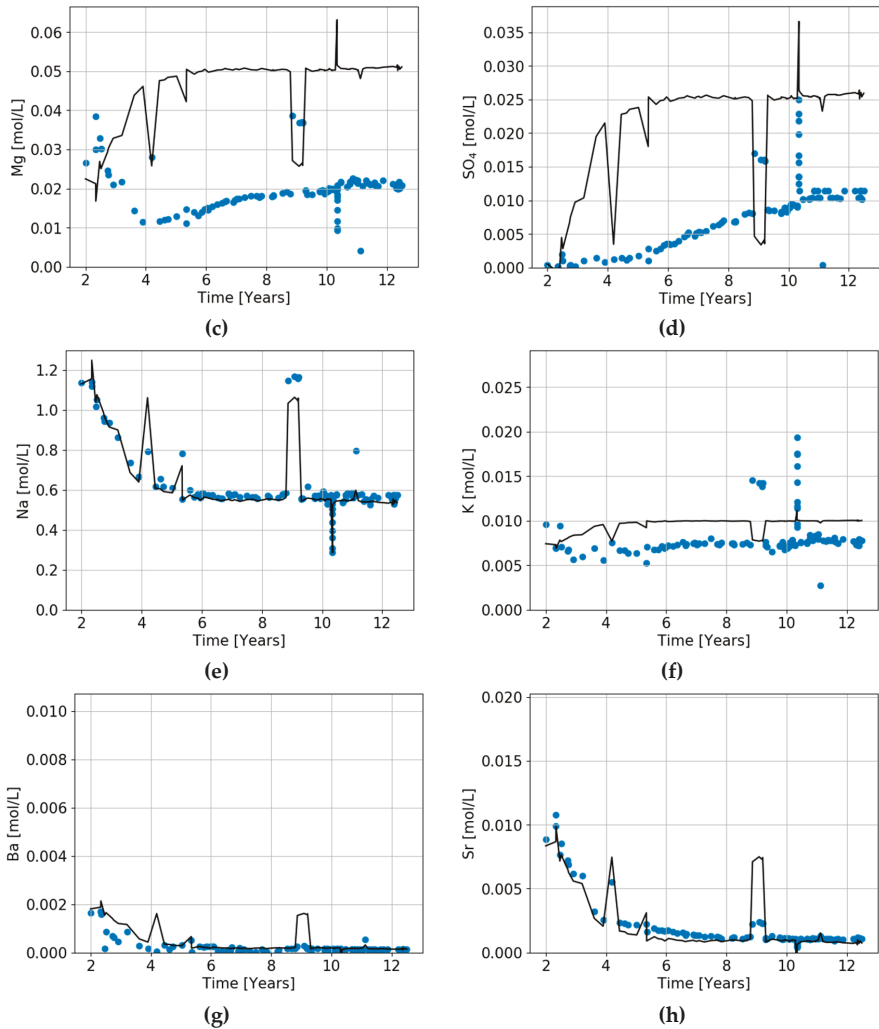 0.06
0.05
0.04
0.03
0.02
0.01
0.00
Mg [mol/L]
2 4 6 8 10 12
Time [Years]
(c)
0.035
0.030
0.025
0.020
0.015
0.010
0.005
0.000
SO4 [mol/L]
2 4 6 8 10 12
Time [Years]
(d)
1.2
1.0
0.8
0.6
0.4
0.2
0.0
Na [mol/L]
2 4 6 8 10 12
Time [Years]
(e)
0.025
0.020
0.015
0.010
0.005
0.000
K [mol/L]
2 4 6 8 10 12
Time [Years]
(f)
0.010
0.008
0.006
0.004
0.002
0.000
Ba [mol/L]
2 4 6 8 10 12
Time [Years]
(g)
0.020
0.015
0.010
0.005
0.000
Sr [mol/L]
2 4 6 8 10 12
Time [Years]
(h)